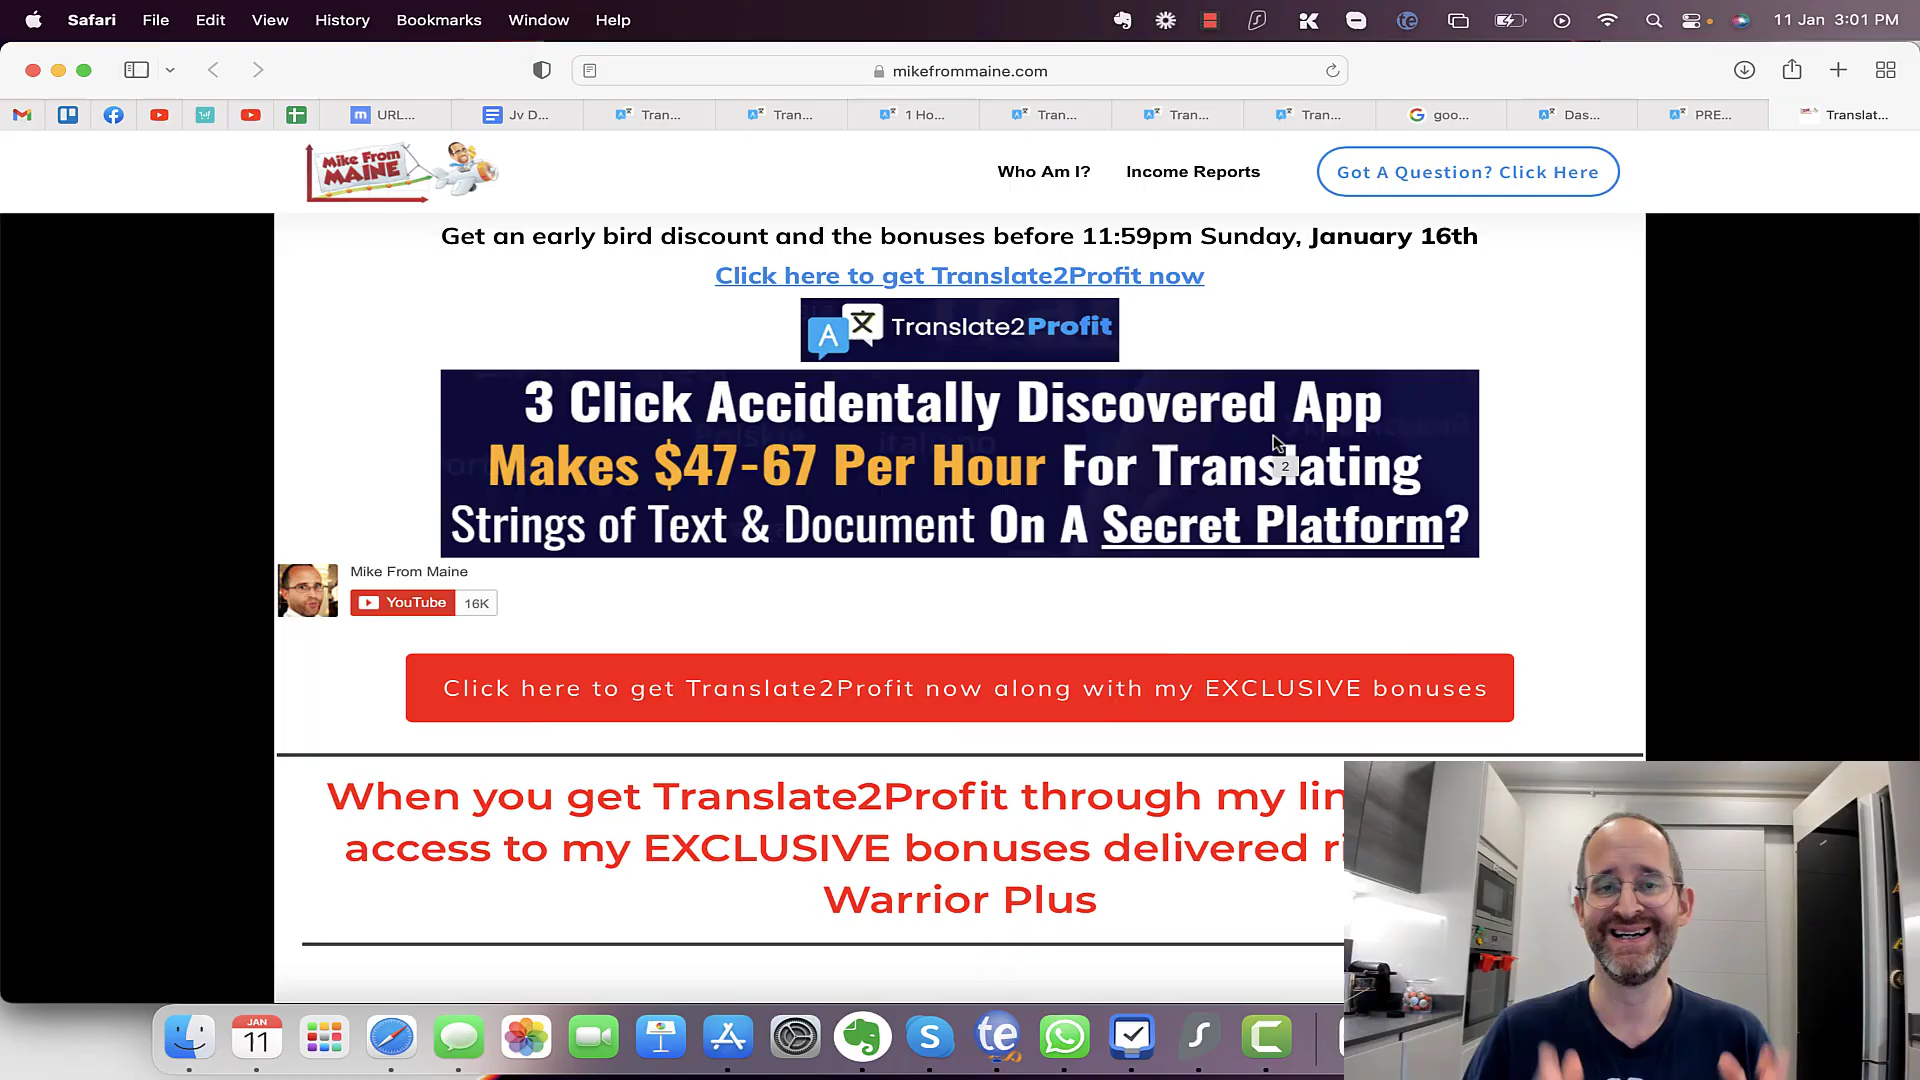 Safari File Edit View History Bookmarks Window Help 11 Jan 3:01 PM
mikefrommaine.com
URL... Jv D... Tran... Tran... 1 Ho... Tran... Tran... Tran... goo... Das... PRE... Translat...
Mike From MAINE
Who Am I? Income Reports Got A Question? Click Here
Get an early bird discount and the bonuses before 11:59pm Sunday, January 16th
Click here to get Translate2Profit now
A 文 Translate2Profit
3 Click Accidentally Discovered App
Makes $47-67 Per Hour For Translating
2
Strings of Text & Document On A Secret Platform?
Mike From Maine
YouTube 16K
Click here to get Translate2Profit now along with my EXCLUSIVE bonuses
When you get Translate2Profit through my
access to my EXCLUSIVE bonuses delivered
Warrior Plus
JAN
11
te